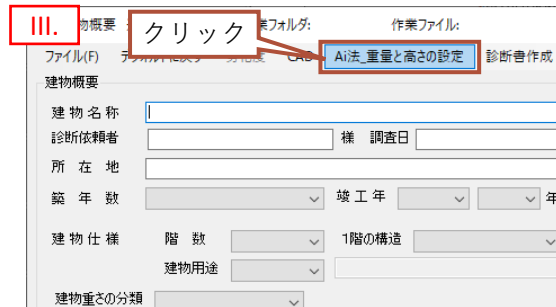 III.
物概要
クリック
業フォルダ:
作業ファイル:
ファイル(F)
CAD
Ai法_重量と高さの設定
診断書作成
建物概要
建物名称
診断依頼者
様
調査日
所在地
築年数
竣工年
年
建物仕様
階数
1階の構造
建物用途
建物重さの分類